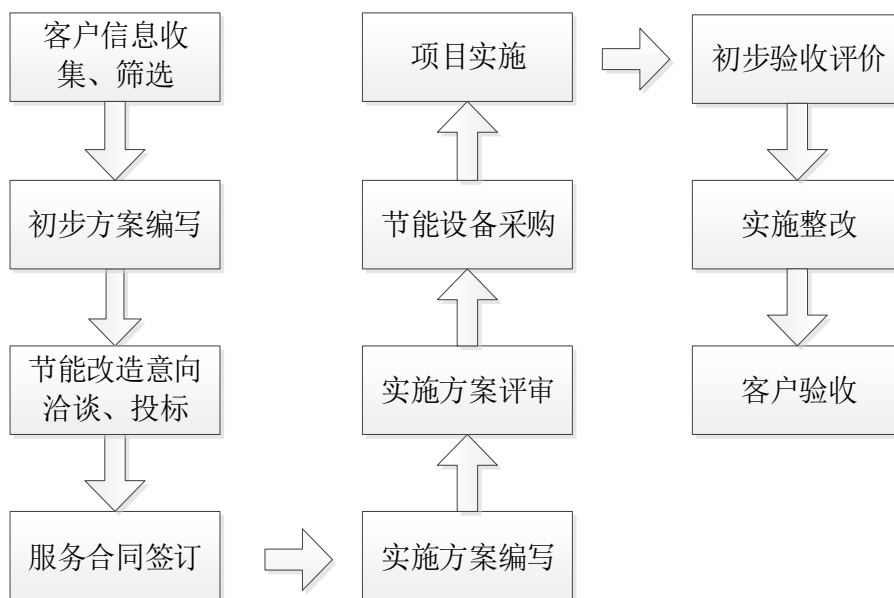 客户信息收
集、筛选
初步方案编写
节能改造意向
洽谈、投标
服务合同签订
实施方案编写
实施方案评审
节能设备采购
项目实施
初步验收评价
实施整改
客户验收